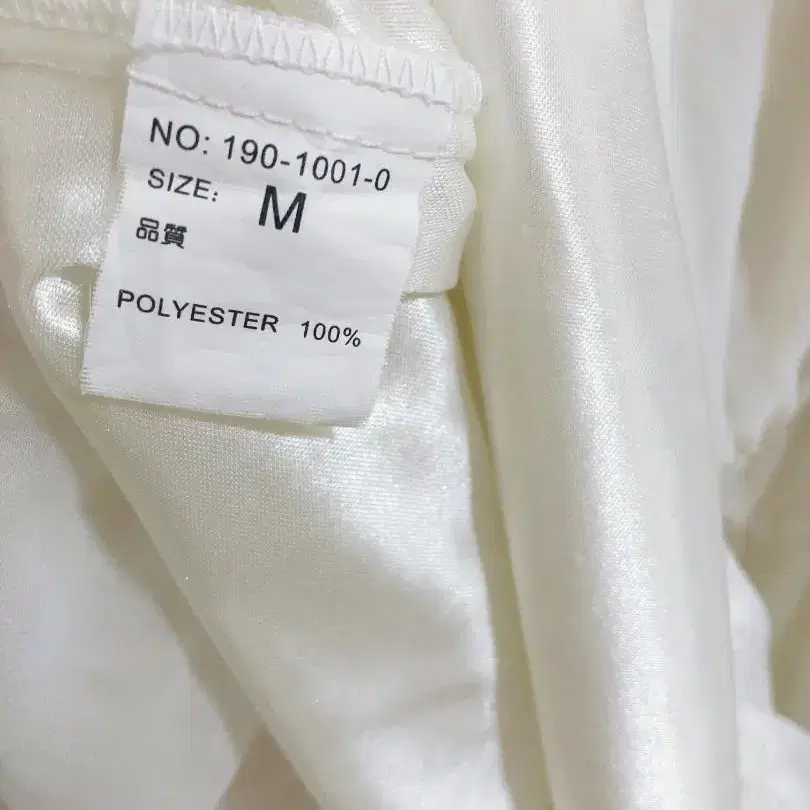 NO: 190-1001-0
SIZE: M
品質
POLYESTER 100%